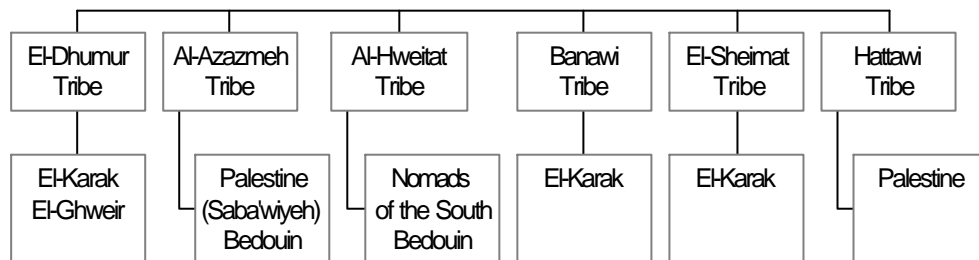 El-Dhumur
Tribe
Al-Azazmeh
Tribe
Al-Hweitat
Tribe
Banawi
Tribe
El-Sheimat
Tribe
Hattawi
Tribe
El-Karak
El-Ghweir
Palestine
(Saba'wiyeh)
Bedouin
Nomads
of the South
Bedouin
El-Karak
El-Karak
Palestine